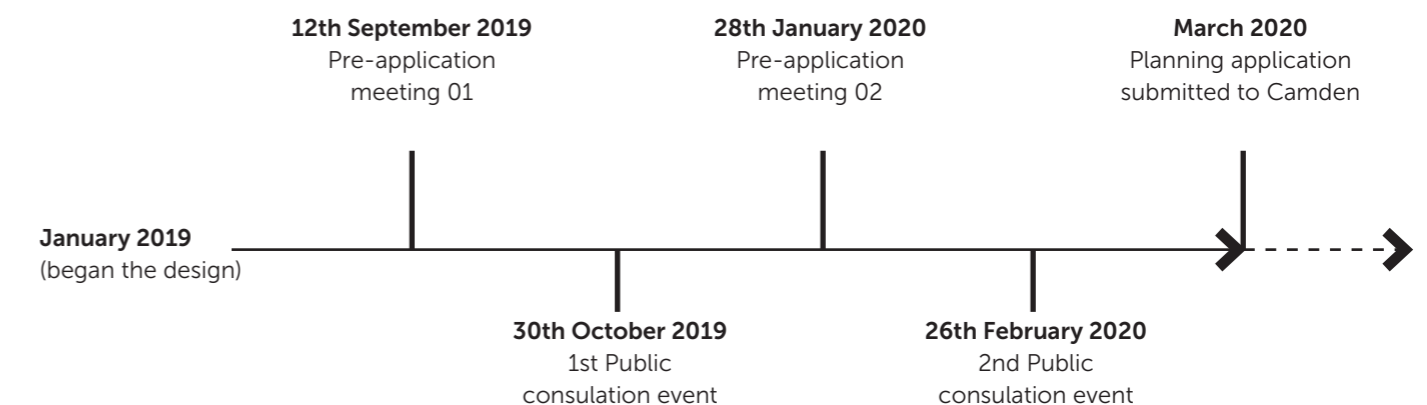 12th September 2019
Pre-application
meeting 01
28th January 2020
Pre-application
meeting 02
March 2020
Planning application
submitted to Camden
January 2019
(began the design)
30th October 2019
1st Public
consulation event
26th February 2020
2nd Public
consulation event